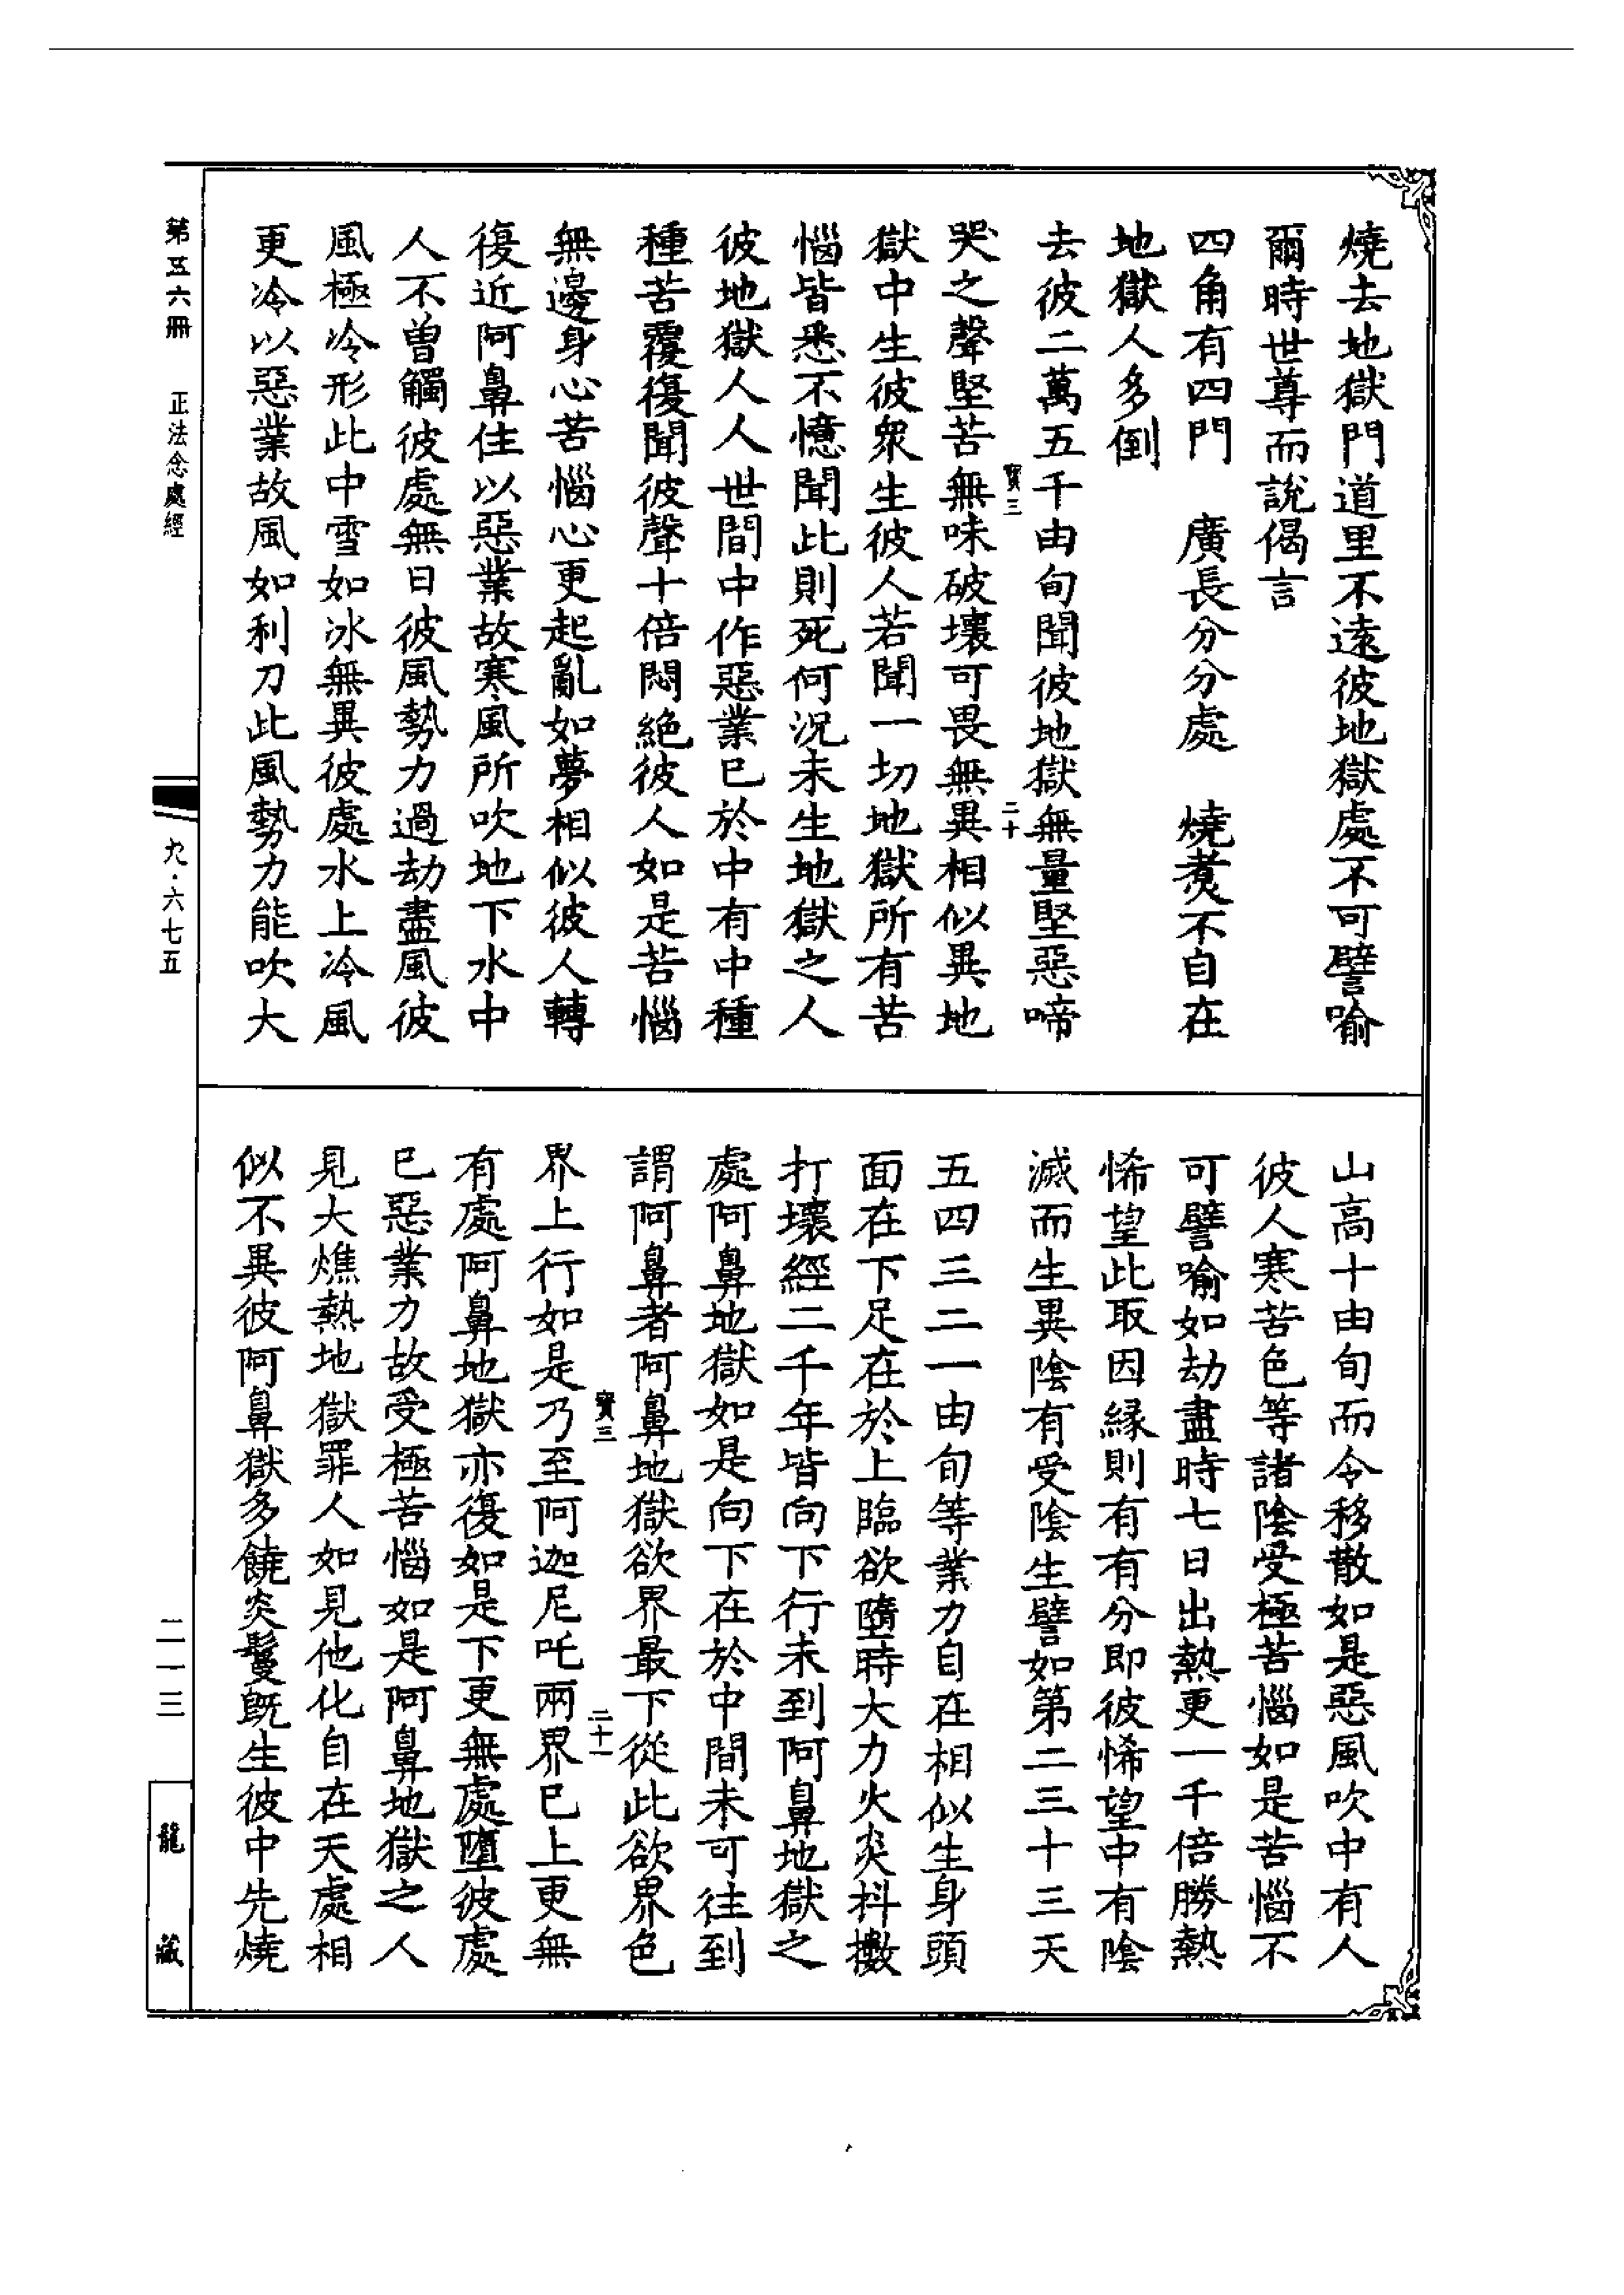 燒去地獄門道里不遠彼地獄處不可譬喻
爾時世尊而說偈言
四角有四門　廣長分分處　燒煑不自在
地獄人多倒
去彼二萬五千由旬聞彼地獄無量堅惡啼
哭之聲堅苦無味破壞可畏無異相似異地
寶三　二十
獄中生彼眾生彼人若聞一切地獄所有苦
惱皆悉不憶聞此則死何況未生地獄之人
彼地獄人人世間中作惡業已於中有中種
種苦覆復聞彼聲十倍悶絕彼人如是苦惱
無邊身心苦惱心更起亂如夢相似彼人轉
復近阿鼻住以惡業故寒風所吹地下水中
人不曾觸彼處無日彼風勢力過劫盡風彼
風極冷形此中雪如冰無異彼處水上冷風
更冷以惡業故風如利刀此風勢力能吹大
山高十由旬而令移散如是惡風吹中有人
彼人寒苦色等諸陰受極苦惱如是苦惱不
可譬喻如劫盡時七日出熱更一千倍勝熱
悕望此取因緣則有有分即彼悕望中有陰
滅而生異陰有受陰生譬如第二三十三天
五四三二一由旬等業力自在相似生身頭
面在下足在於上臨欲墮時大力火炎抖擻
打壞經二千年皆向下行未到阿鼻地獄之
處阿鼻地獄如是向下在於中間未可往到
謂阿鼻者阿鼻地獄欲界最下從此欲界色
寶三　二十一
界上行如是乃至阿迦尼吒兩界已上更無
有處阿鼻地獄亦復如是下更無處墮彼處
已惡業力故受極苦惱如是阿鼻地獄之人
見大燋熱地獄罪人如見他化自在天處相
似不異彼阿鼻獄多饒炎鬘既生彼中先燒
第五六冊　正法念處經
九·六七五
二一三
龍藏